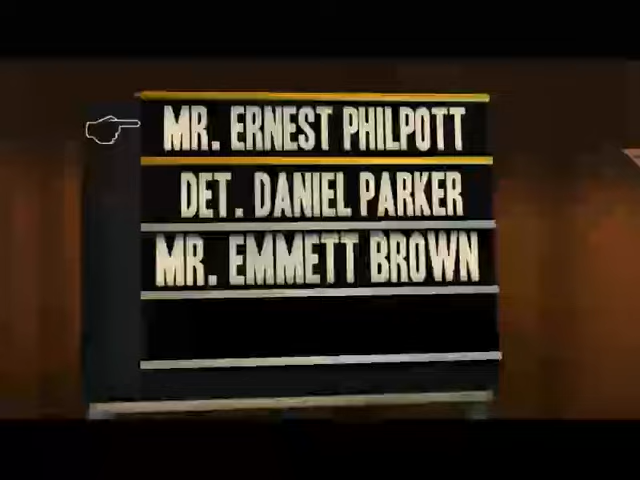 MR. ERNEST PHILPOTT
DET. DANIEL PARKER
MR. EMMETT BROWN